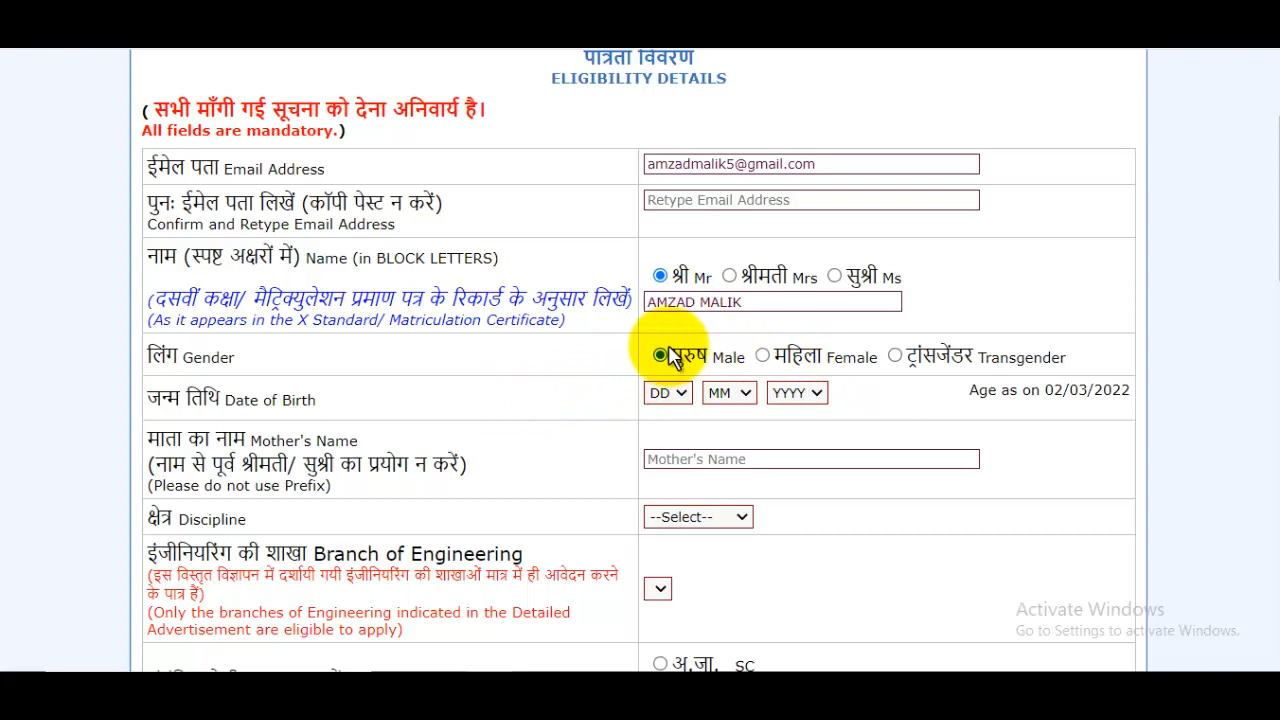 पात्रता विवरण
ELIGIBILITY DETAILS
( सभी माँगी गई सूचना को देना अनिवार्य है।
All fields are mandatory.)
ईमेल पता Email Address
amzadmalik5@gmail.com
पुनः ईमेल पता लिखें (कॉपी पेस्ट न करें)
Confirm and Retype Email Address
Retype Email Address
नाम (स्पष्ट अक्षरों में) Name (in BLOCK LETTERS)
(दसवीं कक्षा/ मैट्रिक्युलेशन प्रमाण पत्र के रिकार्ड के अनुसार लिखें)
(As it appears in the X Standard/ Matriculation Certificate)
श्री Mr श्रीमती Mrs सुश्री Ms
AMZAD MALIK
लिंग Gender
पुरुष Male महिला Female ट्रांसजेंडर Transgender
जन्म तिथि Date of Birth
DD MM YYYY
Age as on 02/03/2022
माता का नाम Mother's Name
(नाम से पूर्व श्रीमती/ सुश्री का प्रयोग न करें)
(Please do not use Prefix)
Mother's Name
क्षेत्र Discipline
--Select--
इंजीनियरिंग की शाखा Branch of Engineering
(इस विस्तृत विज्ञापन में दर्शायी गयी इंजीनियरिंग की शाखाओं मात्र में ही आवेदन करने
के पात्र हैं)
(Only the branches of Engineering indicated in the Detailed
Advertisement are eligible to apply)
अ.जा. SC
Activate Windows
Go to Settings to activate Windows.